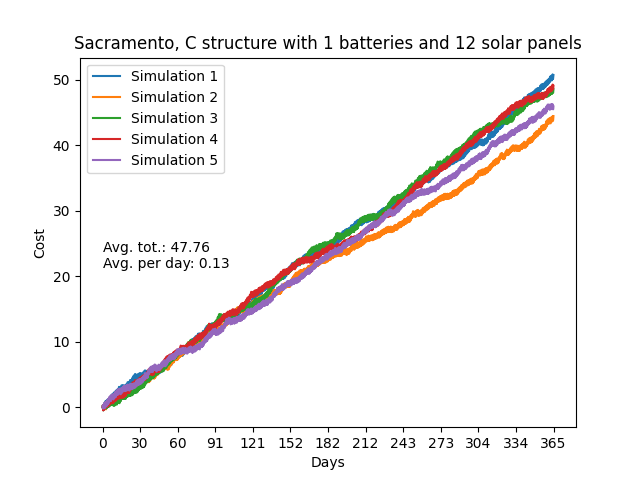 Sacramento, C structure with 1 batteries and 12 solar panels
Simulation 1
Simulation 2
Simulation 3
Simulation 4
Simulation 5
Avg. tot.: 47.76
Avg. per day: 0.13
Cost
50
40
30
20
10
0
0 30 60 91 121 152 182 212 243 273 304 334 365
Days